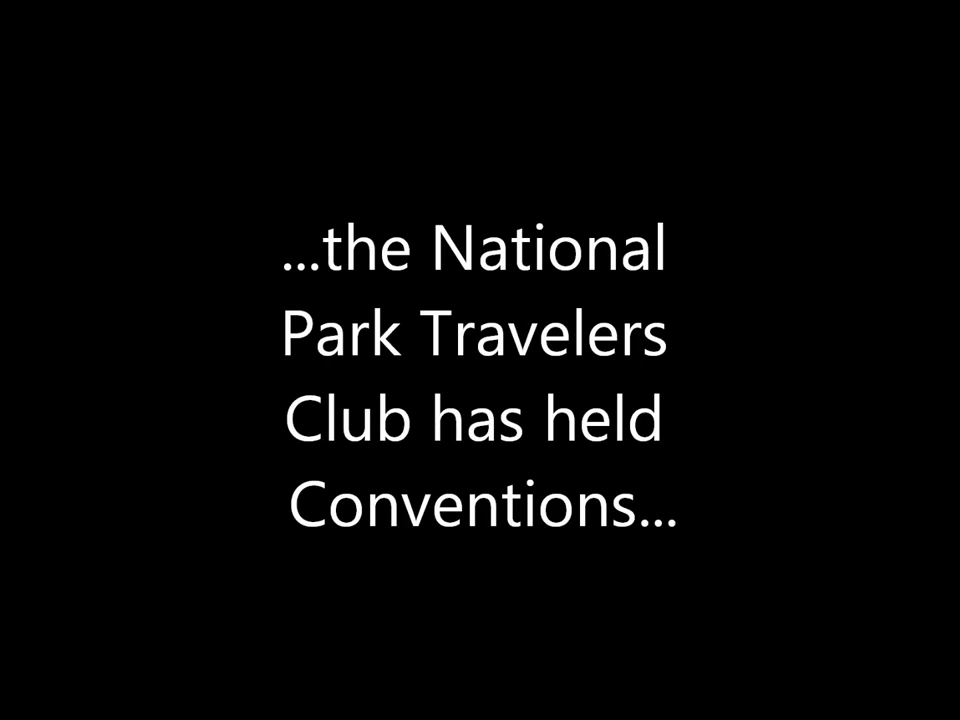 ...the National
Park Travelers
Club has held
Conventions...